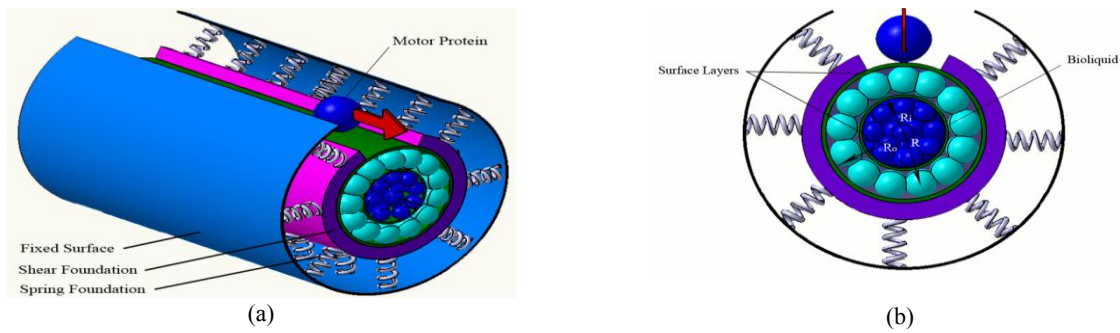 Motor Protein
Fixed Surface
Shear Foundation
Spring Foundation
(a)
Surface Layers
Bioliquid
Ri
Ro
R
(b)